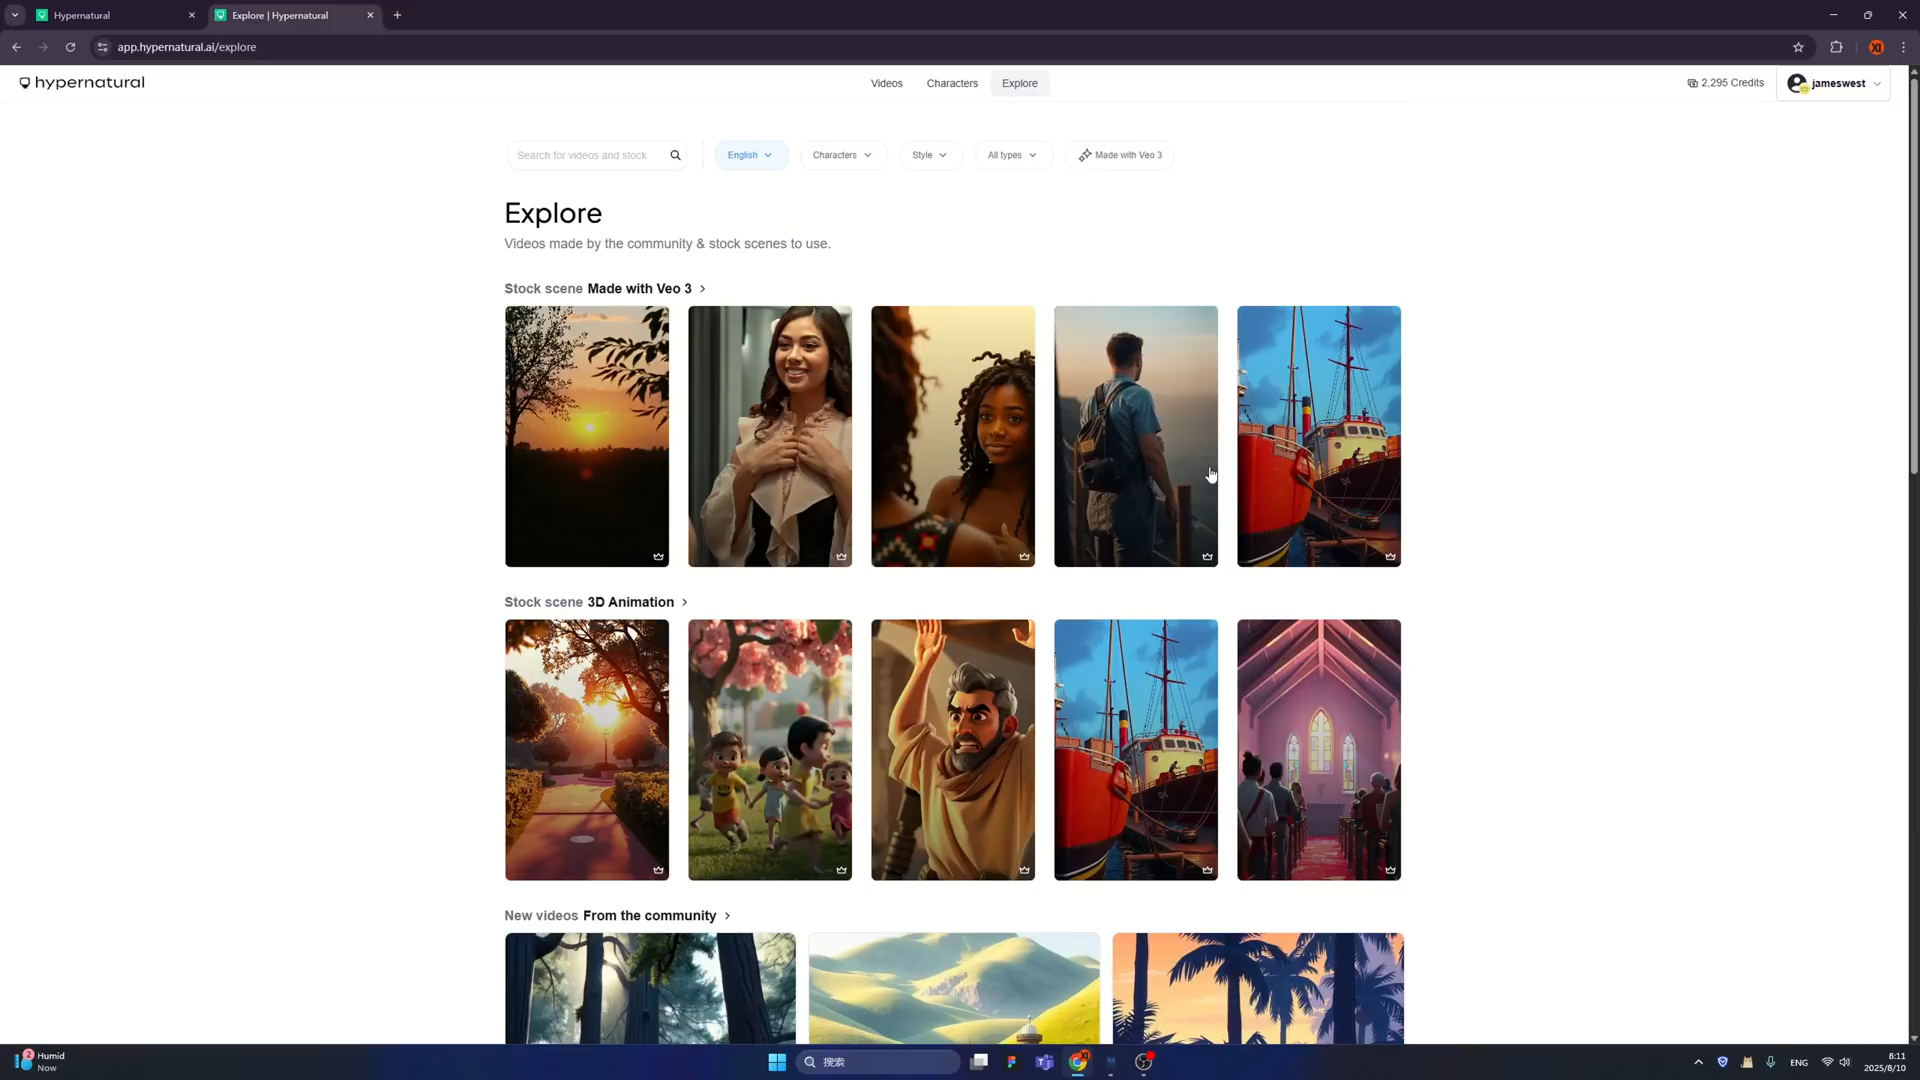 Hypernatural
Explore | Hypernatural
app.hypernatural.ai/explore
XI
hypernatural
Videos
Characters
Explore
2,295 Credits
jameswest
Search for videos and stock
English
Characters
Style
All types
Made with Veo 3
Explore
Videos made by the community & stock scenes to use.
Stock scene Made with Veo 3
Stock scene 3D Animation
New videos From the community
2
Humid
Now
搜索
ENG
8:11
2025/8/10